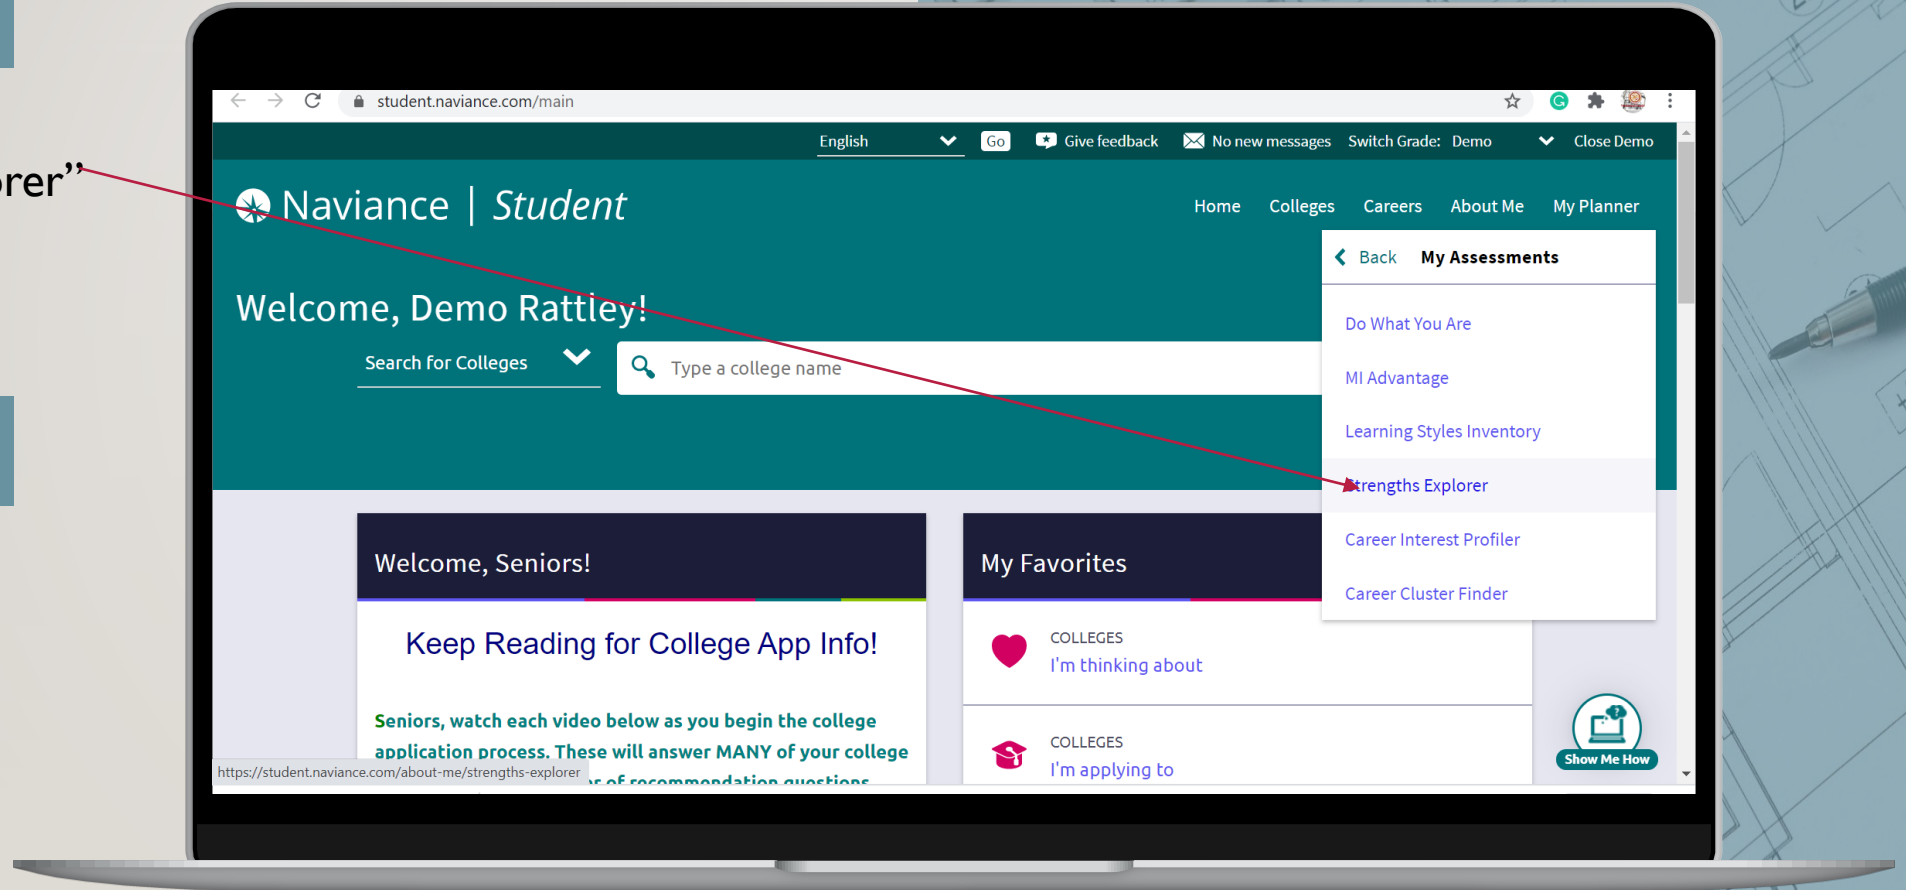 orer”
student.naviance.com/main
English Go Give feedback No new messages Switch Grade: Demo Close Demo
Naviance | Student
Home Colleges Careers About Me My Planner
Back My Assessments
Welcome, Demo Rattley!
Do What You Are
Search for Colleges Type a college name
MI Advantage
Learning Styles Inventory
Strengths Explorer
Career Interest Profiler
Career Cluster Finder
Welcome, Seniors!
Keep Reading for College App Info!
Seniors, watch each video below as you begin the college
application process. These will answer MANY of your college
of recommendation questions
My Favorites
COLLEGES
I'm thinking about
COLLEGES
I'm applying to
Show Me How
https://student.naviance.com/about-me/strengths-explorer